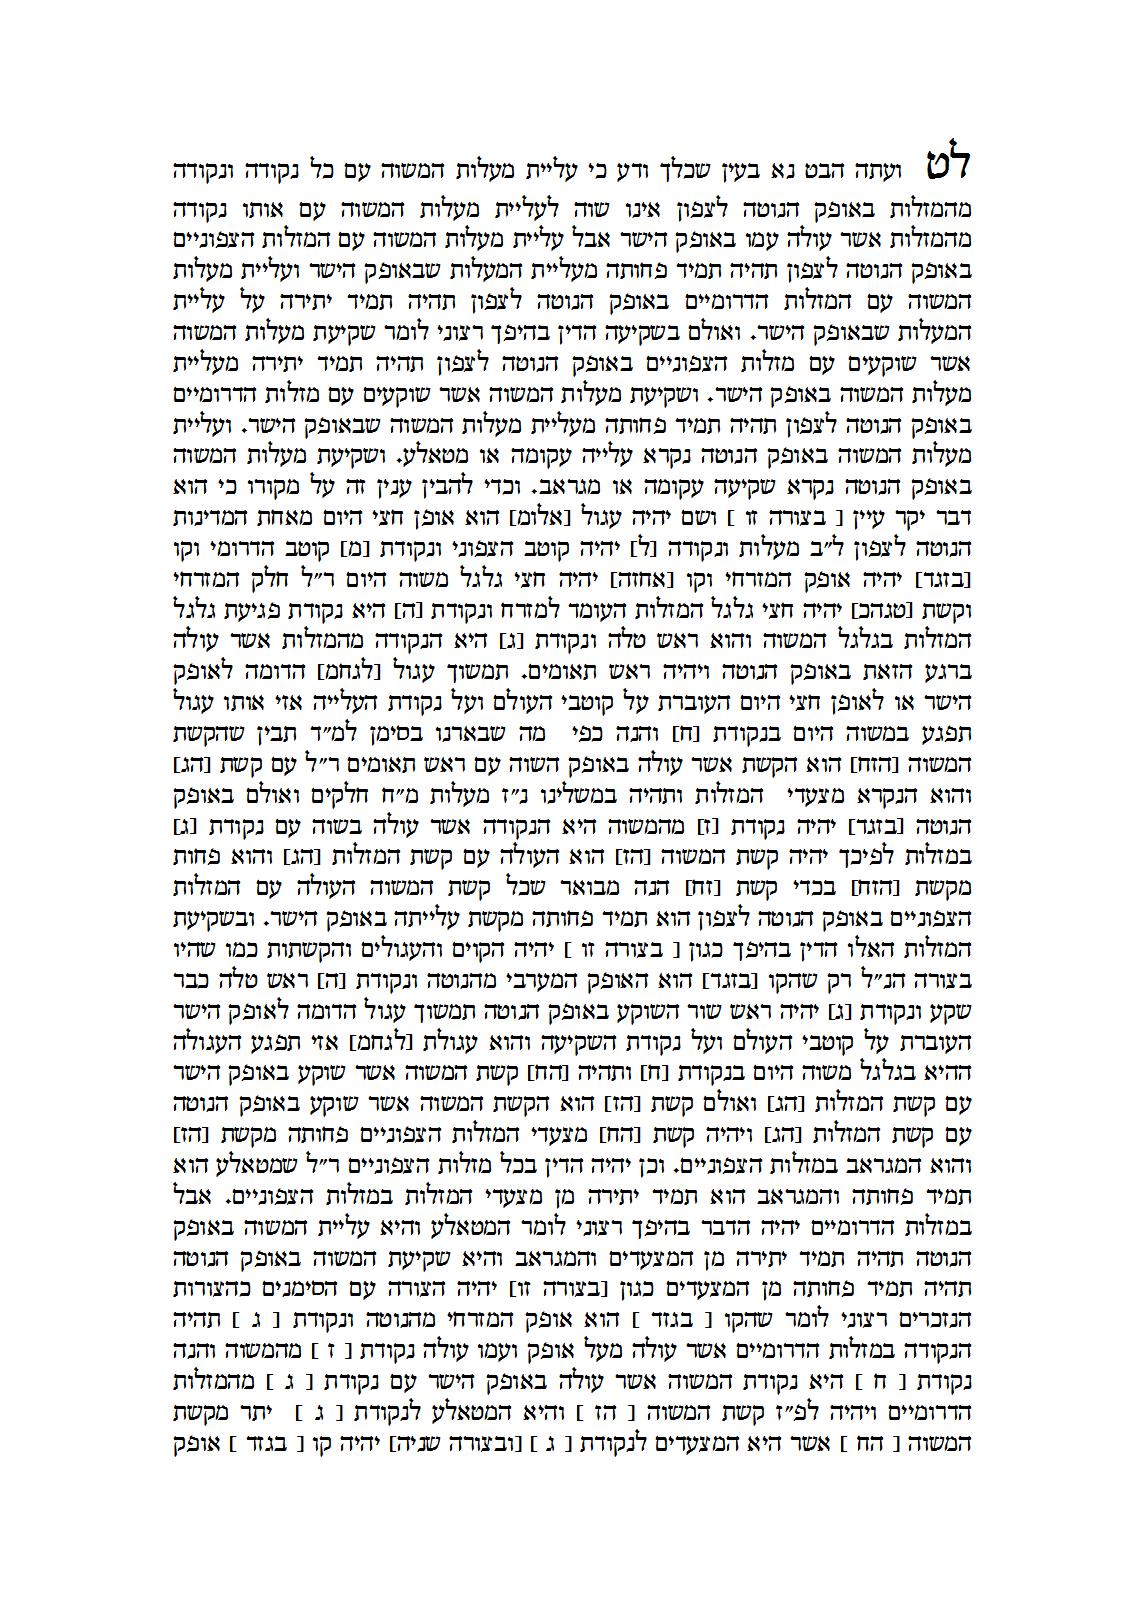 לט ועתה הבט נא בעין שכלך ודע כי עליית מעלות המשוה עם כל נקודה ונקודה
מהמזלות באופק הנוטה לצפון אינו שוה לעליית מעלות המשוה עם אותו נקודה
מהמזלות אשר עולה עמו באופק הישר אבל עליית מעלות המשוה עם המזלות הצפוניים
באופק הנוטה לצפון תהיה תמיד פחותה מעליית המעלות שבאופק הישר ועליית מעלות
המשוה עם המזלות הדרומיים באופק הנוטה לצפון תהיה תמיד יתירה על עליית
המעלות שבאופק הישר. ואולם בשקיעה הדין בהיפך רצוני לומר שקיעת מעלות המשוה
אשר שוקעים עם מזלות הצפוניים באופק הנוטה לצפון תהיה תמיד יתירה מעליית
מעלות המשוה באופק הישר. ושקיעת מעלות המשוה אשר שוקעים עם מזלות הדרומיים
באופק הנוטה לצפון תהיה תמיד פחותה מעליית מעלות המשוה שבאופק הישר. ועליית
מעלות המשוה באופק הנוטה נקרא עלייה עקומה או מטאלע. ושקיעת מעלות המשוה
באופק הנוטה נקרא שקיעה עקומה או מגראב. וכדי להבין ענין זה על מקורו כי הוא
דבר יקר עיין [ בצורה זו ] ושם יהיה עגול [אלומ] הוא אופן חצי היום מאחת המדינות
הנוטה לצפון ל״ב מעלות ונקודה [ל] יהיה קוטב הצפוני ונקודת [מ] קוטב הדרומי וקו
[בזגד] יהיה אופק המזרחי וקו [אחזה] יהיה חצי גלגל משוה היום ר״ל חלק המזרחי
וקשת [טגהכ] יהיה חצי גלגל המזלות העומד למזרח ונקודת [ה] היא נקודת פגיעת גלגל
המזלות בגלגל המשוה והוא ראש טלה ונקודת [ג] היא הנקודה מהמזלות אשר עולה
ברגע הזאת באופק הנוטה ויהיה ראש תאומים. תמשוך עגול [לגחמ] הדומה לאופק
הישר או לאופן חצי היום העוברת על קוטבי העולם ועל נקודת העלייה אזי אותו עגול
תפגע במשוה היום בנקודת [ח] והנה כפי מה שבארנו בסימן למ״ד תבין שהקשת
המשוה [הזח] הוא הקשת אשר עולה באופק השוה עם ראש תאומים ר״ל עם קשת [הג]
והוא הנקרא מצעדי המזלות ותהיה במשלינו נ״ז מעלות מ״ח חלקים ואולם באופק
הנוטה [בזגד] יהיה נקודת [ז] מהמשוה היא הנקודה אשר עולה בשוה עם נקודת [ג]
במזלות לפיכך יהיה קשת המשוה [הז] הוא העולה עם קשת המזלות [הג] והוא פחות
מקשת [הזח] בכדי קשת [זח] הנה מבואר שכל קשת המשוה העולה עם המזלות
הצפוניים באופק הנוטה לצפון הוא תמיד פחותה מקשת עלייתה באופק הישר. ובשקיעת
המזלות האלו הדין בהיפך כגון [ בצורה זו ] יהיה הקוים והעגולים והקשתות כמו שהיו
בצורה הנ״ל רק שהקו [בזגד] הוא האופק המערבי מהנוטה ונקודת [ה] ראש טלה כבר
שקע ונקודת [ג] יהיה ראש שור השוקע באופק הנוטה תמשוך עגול הדומה לאופק הישר
העוברת על קוטבי העולם ועל נקודת השקיעה והוא עגולת [לגחמ] אזי תפגע העגולה
ההיא בגלגל משוה היום בנקודת [ח] ותהיה [הח] קשת המשוה אשר שוקע באופק הישר
עם קשת המזלות [הג] ואולם קשת [הז] הוא הקשת המשוה אשר שוקע באופק הנוטה
עם קשת המזלות [הג] ויהיה קשת [הח] מצעדי המזלות הצפוניים פחותה מקשת [הז]
והוא המגראב במזלות הצפוניים. וכן יהיה הדין בכל מזלות הצפוניים ר״ל שמטאלע הוא
תמיד פחותה והמגראב הוא תמיד יתירה מן מצעדי המזלות במזלות הצפוניים. אבל
במזלות הדרומיים יהיה הדבר בהיפך רצוני לומר המטאלע והיא עליית המשוה באופק
הנוטה תהיה תמיד יתירה מן המצעדים והמגראב והיא שקיעת המשוה באופק הנוטה
תהיה תמיד פחותה מן המצעדים כגון [בצורה זו] יהיה הצורה עם הסימנים כהצורות
הנזכרים רצוני לומר שהקו [ בגזד ] הוא אופק המזרחי מהנוטה ונקודת [ ג ] תהיה
הנקודה במזלות הדרומיים אשר עולה מעל אופק ועמו עולה נקודת [ ז ] מהמשוה והנה
נקודת [ ח ] היא נקודת המשוה אשר עולה באופק הישר עם נקודת [ ג ] מהמזלות
הדרומיים ויהיה לפ״ז קשת המשוה [ הז ] והיא המטאלע לנקודת [ ג ] יתר מקשת
המשוה [ הח ] אשר היא המצעדים לנקודת [ ג ] [ובצורה שניה] יהיה קו [ בגזד ] אופק